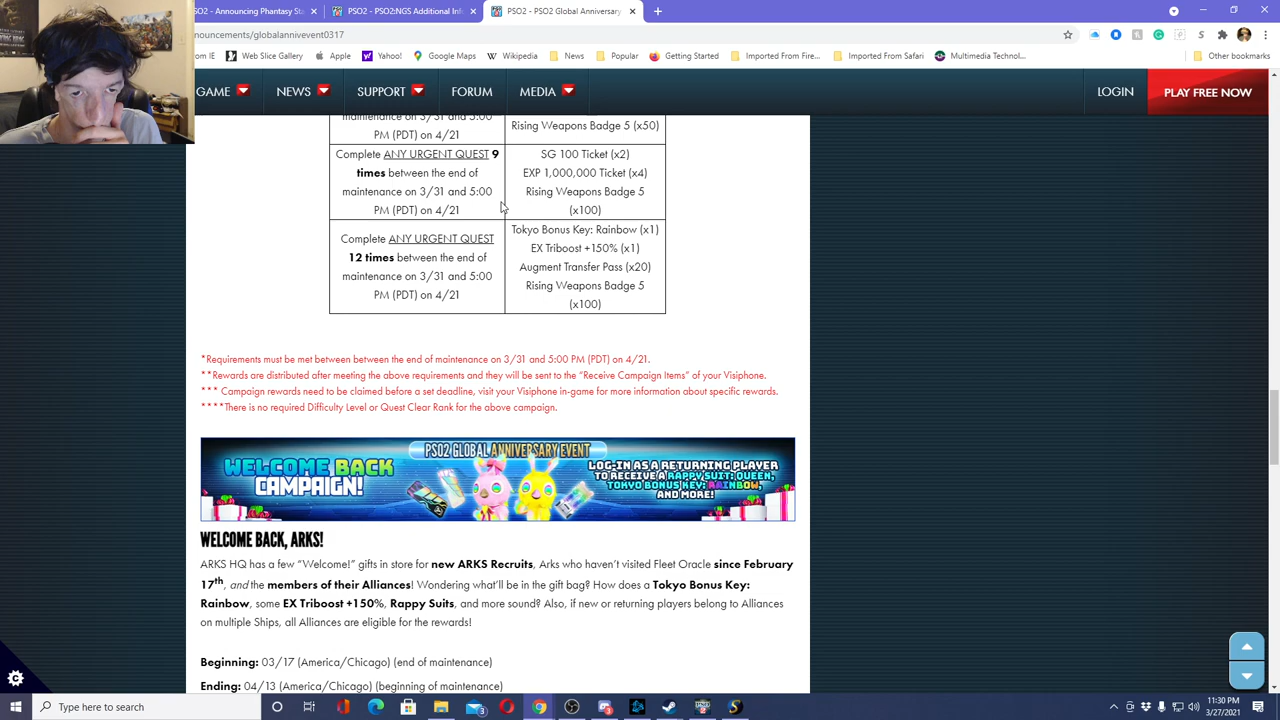 PSO2 - Announcing Phantasy Sta
PSO2 - PSO2:NGS Additional Inf
PSO2 - PSO2 Global Anniversary
nouncements/globalannivevent0317
om IE
Web Slice Gallery
Apple
Yahoo!
Google Maps
Wikipedia
News
Popular
Getting Started
Imported From Fire...
Imported From Safari
Multimedia Technol...
Other bookmarks
GAME
NEWS
SUPPORT
FORUM
MEDIA
LOGIN
PLAY FREE NOW
maintenance on 3/31 and 5:00
PM (PDT) on 4/21
Rising Weapons Badge 5 (x50)
Complete ANY URGENT QUEST 9
times between the end of
maintenance on 3/31 and 5:00
PM (PDT) on 4/21
SG 100 Ticket (x2)
EXP 1,000,000 Ticket (x4)
Rising Weapons Badge 5
(x100)
Complete ANY URGENT QUEST
12 times between the end of
maintenance on 3/31 and 5:00
PM (PDT) on 4/21
Tokyo Bonus Key: Rainbow (x1)
EX Triboost +150% (x1)
Augment Transfer Pass (x20)
Rising Weapons Badge 5
(x100)
*Requirements must be met between between the end of maintenance on 3/31 and 5:00 PM (PDT) on 4/21.
**Rewards are distributed after meeting the above requirements and they will be sent to the “Receive Campaign Items” of your Visiphone.
*** Campaign rewards need to be claimed before a set deadline, visit your Visiphone in-game for more information about specific rewards.
****There is no required Difficulty Level or Quest Clear Rank for the above campaign.
PSO2 GLOBAL ANNIVERSARY EVENT
WELCOME BACK
CAMPAIGN!
LOG-IN AS A RETURNING PLAYER
TO RECEIVE A RAPPY SUIT: QUEEN,
TOKYO BONUS KEY: RAINBOW,
AND MORE!
WELCOME BACK, ARKS!
ARKS HQ has a few “Welcome!” gifts in store for new ARKS Recruits, Arks who haven’t visited Fleet Oracle since February
17th, and the members of their Alliances! Wondering what’ll be in the gift bag? How does a Tokyo Bonus Key:
Rainbow, some EX Triboost +150%, Rappy Suits, and more sound? Also, if new or returning players belong to Alliances
on multiple Ships, all Alliances are eligible for the rewards!
Beginning: 03/17 (America/Chicago) (end of maintenance)
Ending: 04/13 (America/Chicago) (beginning of maintenance)
Type here to search
11:30 PM
3/27/2021